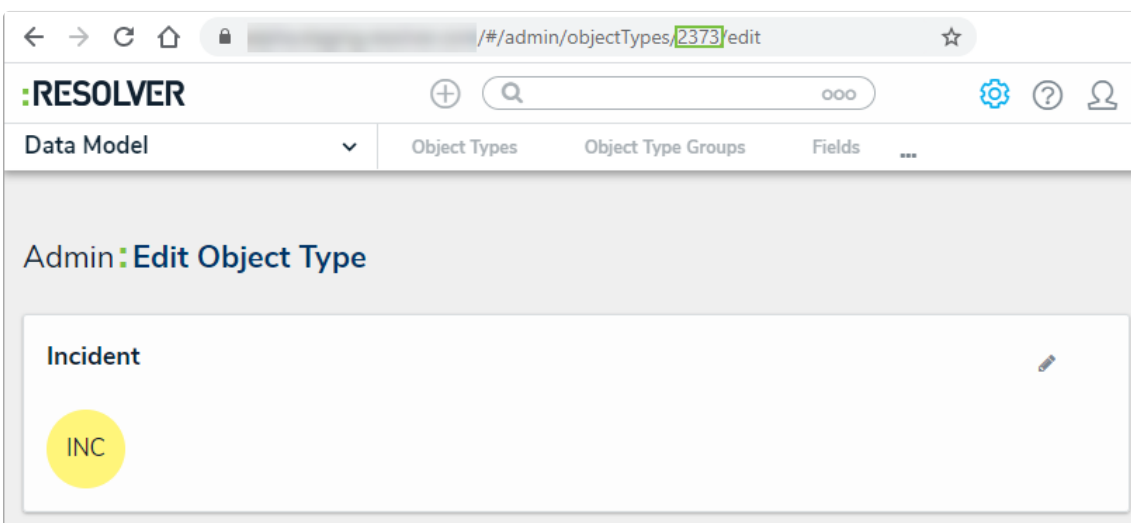 /#/admin/objectTypes/2373/edit
:RESOLVER
Data Model Object Types Object Type Groups Fields ...
Admin:Edit Object Type
Incident
INC